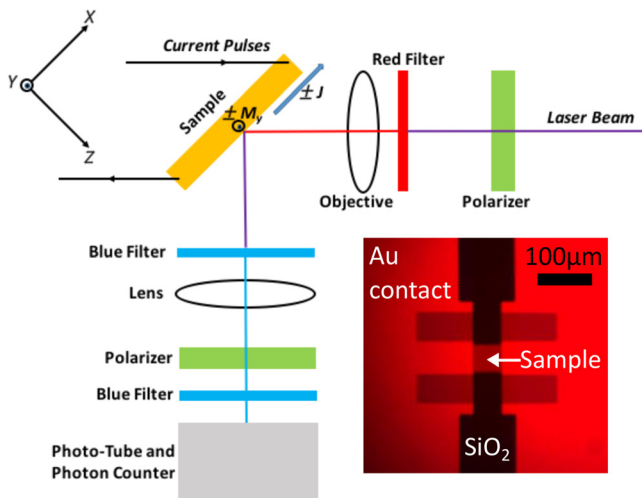 X
Y
Z
Current Pulses
Sample
± J
± My
Red Filter
Laser Beam
Objective
Polarizer
Blue Filter
Lens
Polarizer
Blue Filter
Photo-Tube and
Photon Counter
Au
contact
100µm
Sample
SiO₂